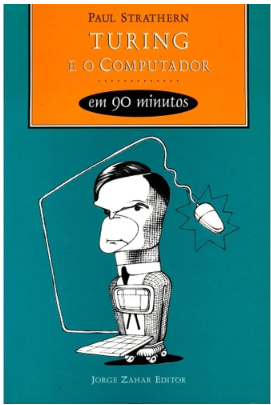 PAUL STRATHERN
TURING
E O COMPUTADOR
em 90 minutos
JORGE ZAHAR EDITOR